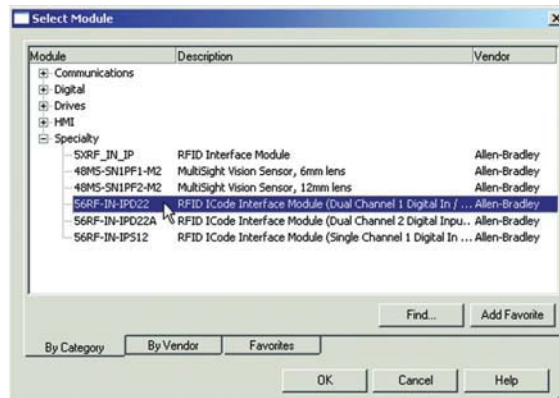 Select Module
Module Description Vendor
Communications
Digital
Drives
HMI
Specialty
5XRF_IN_IP RFID Interface Module Allen-Bradley
48MS-SN1PF1-M2 MultiSight Vision Sensor, 6mm lens Allen-Bradley
48MS-SN1PF2-M2 MultiSight Vision Sensor, 12mm lens Allen-Bradley
56RF-IN-IPD22 RFID ICode Interface Module (Dual Channel 1 Digital In / ... Allen-Bradley
56RF-IN-IPD22A RFID ICode Interface Module (Dual Channel 2 Digital Inpu... Allen-Bradley
56RF-IN-IPS12 RFID ICode Interface Module (Single Channel 1 Digital In ... Allen-Bradley
Find... Add Favorite
By Category By Vendor Favorites
OK Cancel Help